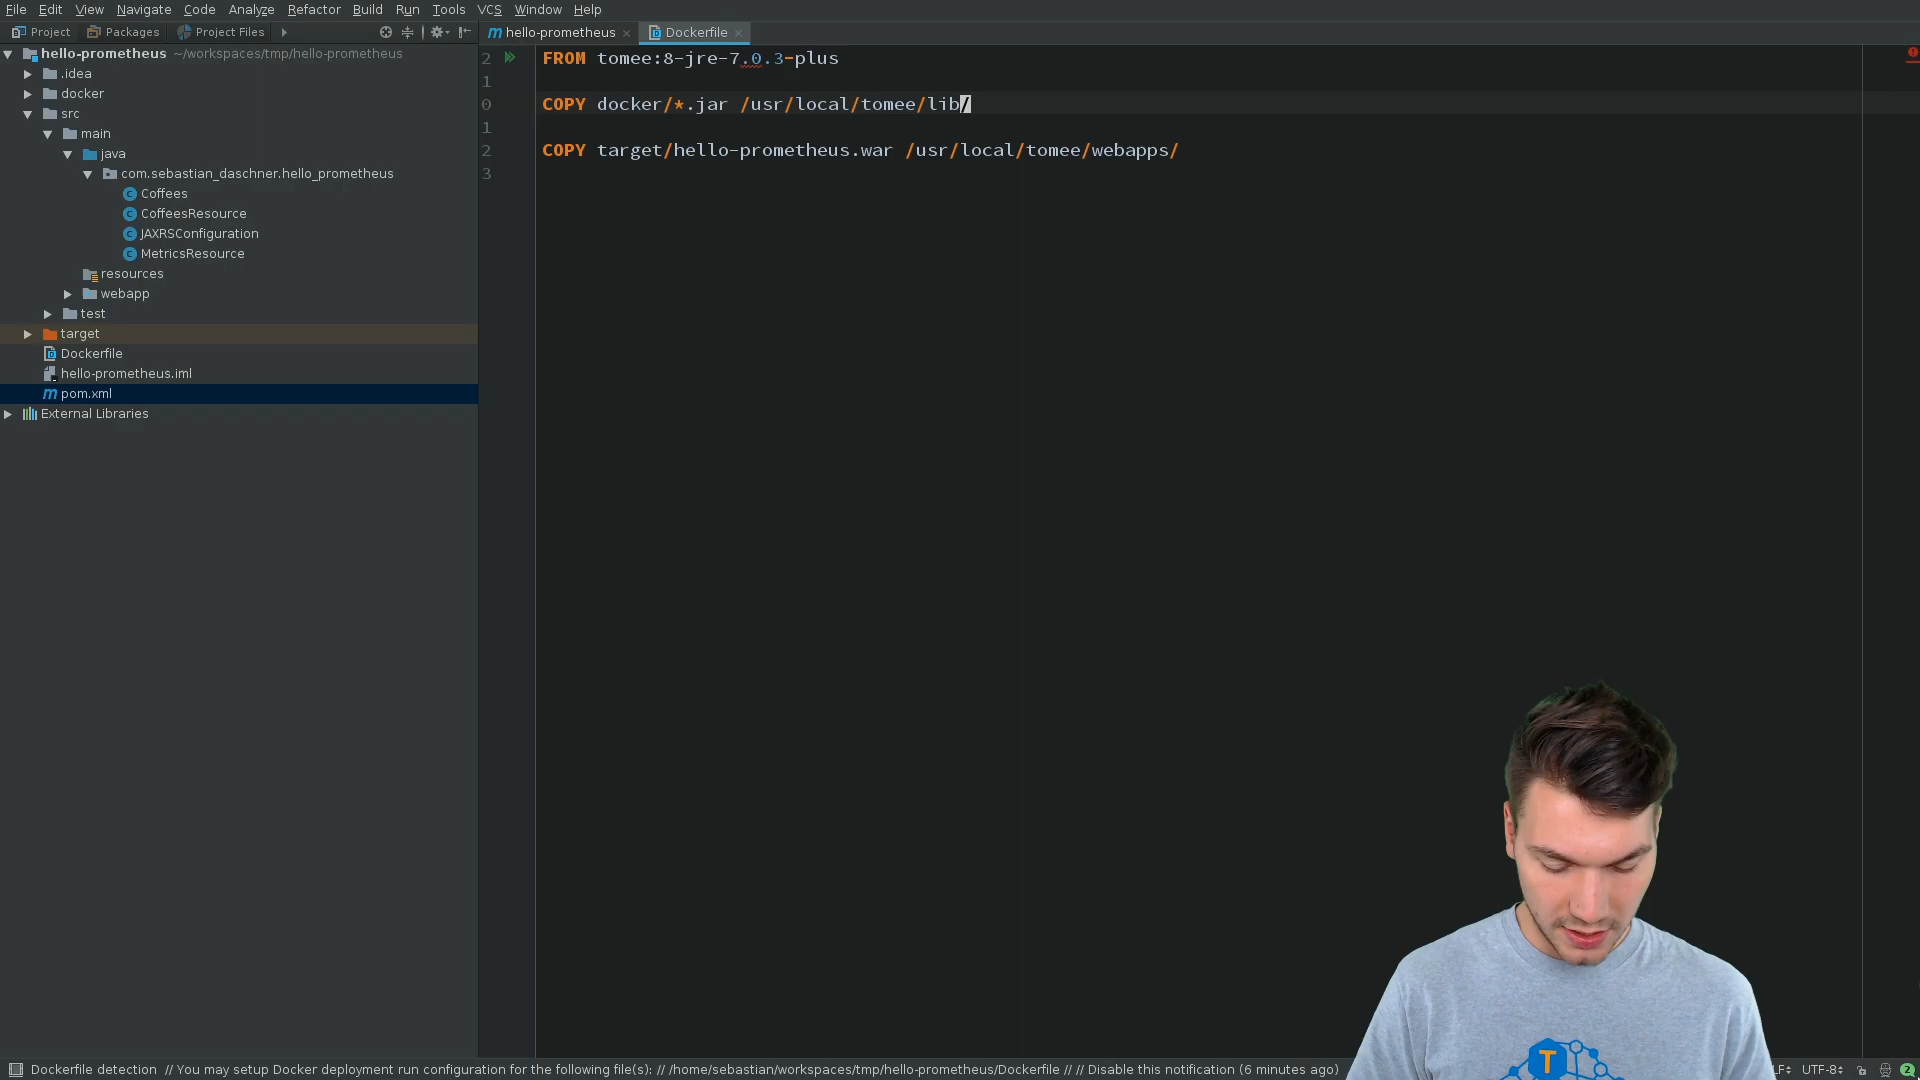 File Edit View Navigate Code Analyze Refactor Build Run Tools VCS Window Help
Project Packages Project Files
hello-prometheus Dockerfile
hello-prometheus ~/workspaces/tmp/hello-prometheus
.idea
docker
src
main
java
com.sebastian_daschner.hello_prometheus
Coffees
CoffeesResource
JAXRSConfiguration
MetricsResource
resources
webapp
test
target
Dockerfile
hello-prometheus.iml
pom.xml
External Libraries
2 FROM tomee:8-jre-7.0.3-plus
1
0 COPY docker/*.jar /usr/local/tomee/lib/
1
2 COPY target/hello-prometheus.war /usr/local/tomee/webapps/
3
T
Dockerfile detection // You may setup Docker deployment run configuration for the following file(s): // /home/sebastian/workspaces/tmp/hello-prometheus/Dockerfile // // Disable this notification (6 minutes ago) LF UTF-8 2